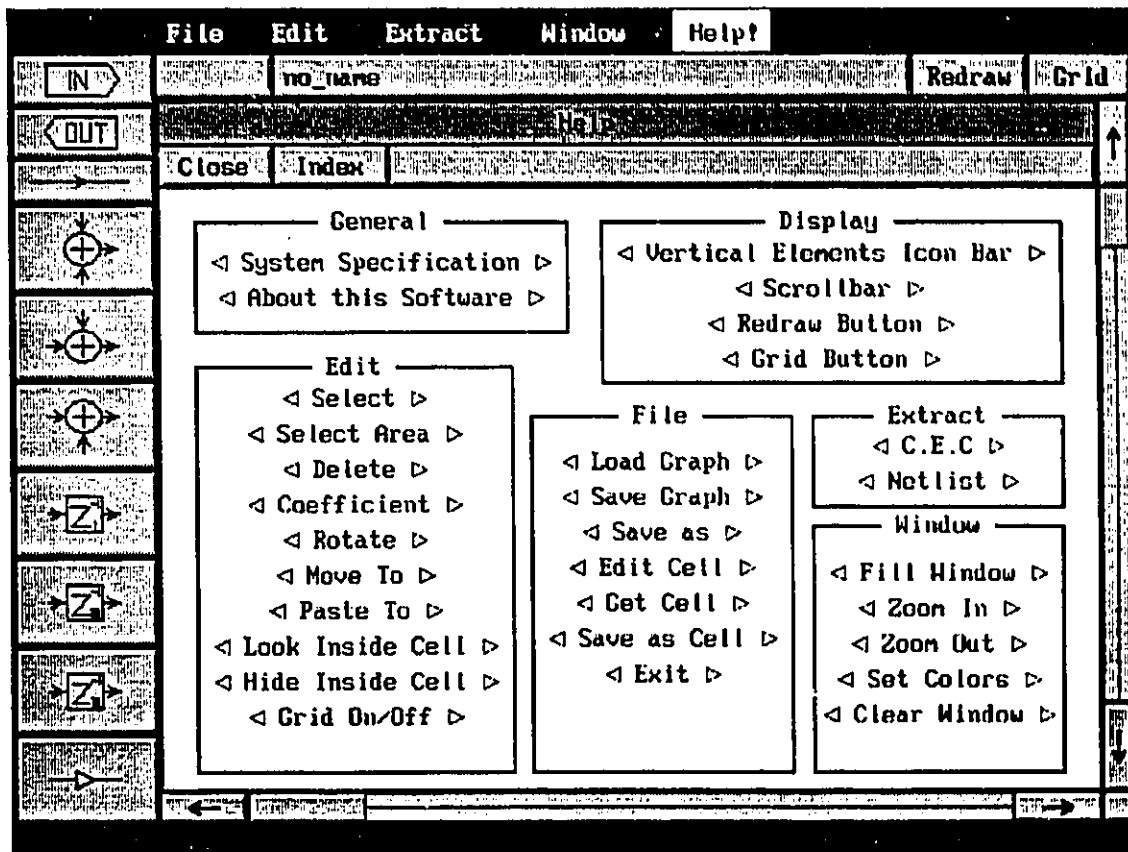 File Edit Extract Window Help!
IN no_name Redraw Grid
OUT Help
Close Index
General
◁ System Specification ▷
◁ About this Software ▷
Display
◁ Vertical Elements Icon Bar ▷
◁ Scrollbar ▷
◁ Redraw Button ▷
◁ Grid Button ▷
Edit
◁ Select ▷
◁ Select Area ▷
◁ Delete ▷
◁ Coefficient ▷
◁ Rotate ▷
◁ Move To ▷
◁ Paste To ▷
◁ Look Inside Cell ▷
◁ Hide Inside Cell ▷
◁ Grid On/Off ▷
File
◁ Load Graph ▷
◁ Save Graph ▷
◁ Save as ▷
◁ Edit Cell ▷
◁ Get Cell ▷
◁ Save as Cell ▷
◁ Exit ▷
Extract
◁ C.E.C ▷
◁ Netlist ▷
Window
◁ Fill Window ▷
◁ Zoom In ▷
◁ Zoom Out ▷
◁ Set Colors ▷
◁ Clear Window ▷
Z
Z
Z